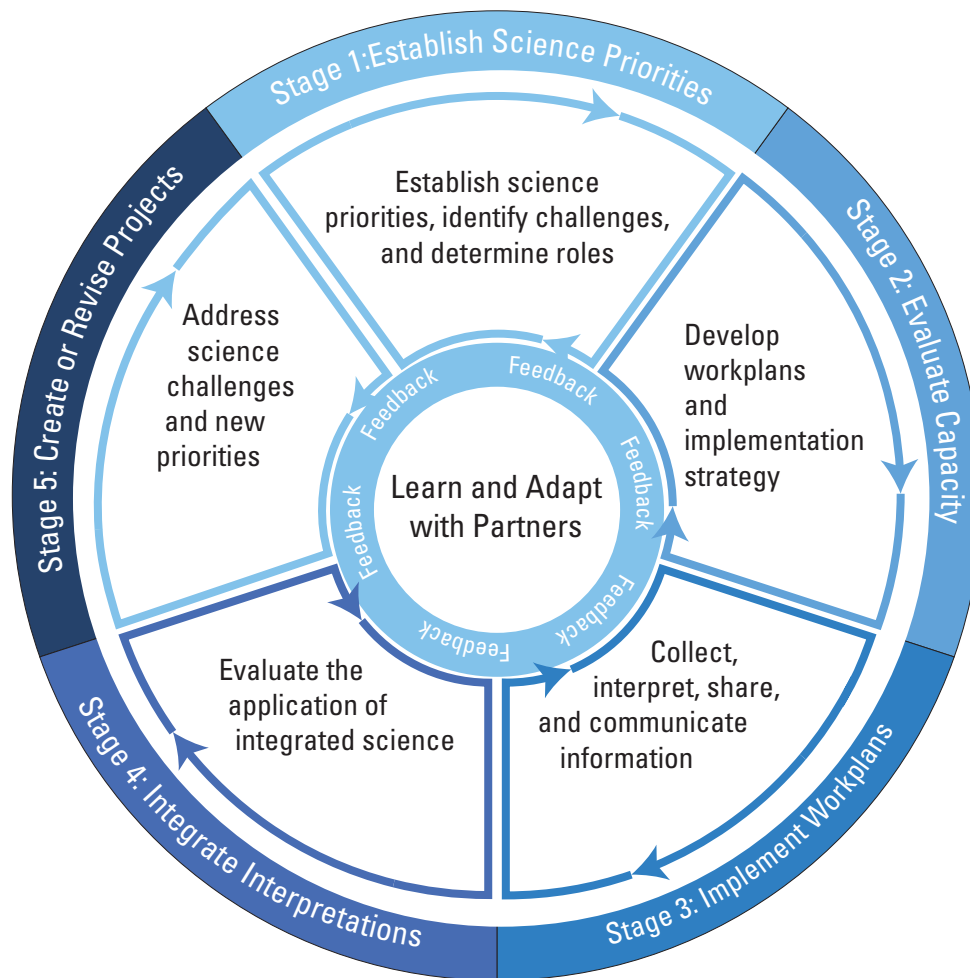 Stage 1:Establish Science Priorities
Establish science
priorities, identify challenges,
and determine roles
Stage 2: Evaluate Capacity
Develop
workplans
and
implementation
strategy
Stage 3: Implement Workplans
Collect,
interpret, share,
and communicate
information
Stage 4: Integrate Interpretations
Evaluate the
application of
integrated science
Stage 5: Create or Revise Projects
Address
science
challenges
and new
priorities
Feedback
Feedback
Feedback
Feedback
Feedback
Feedback
Learn and Adapt
with Partners